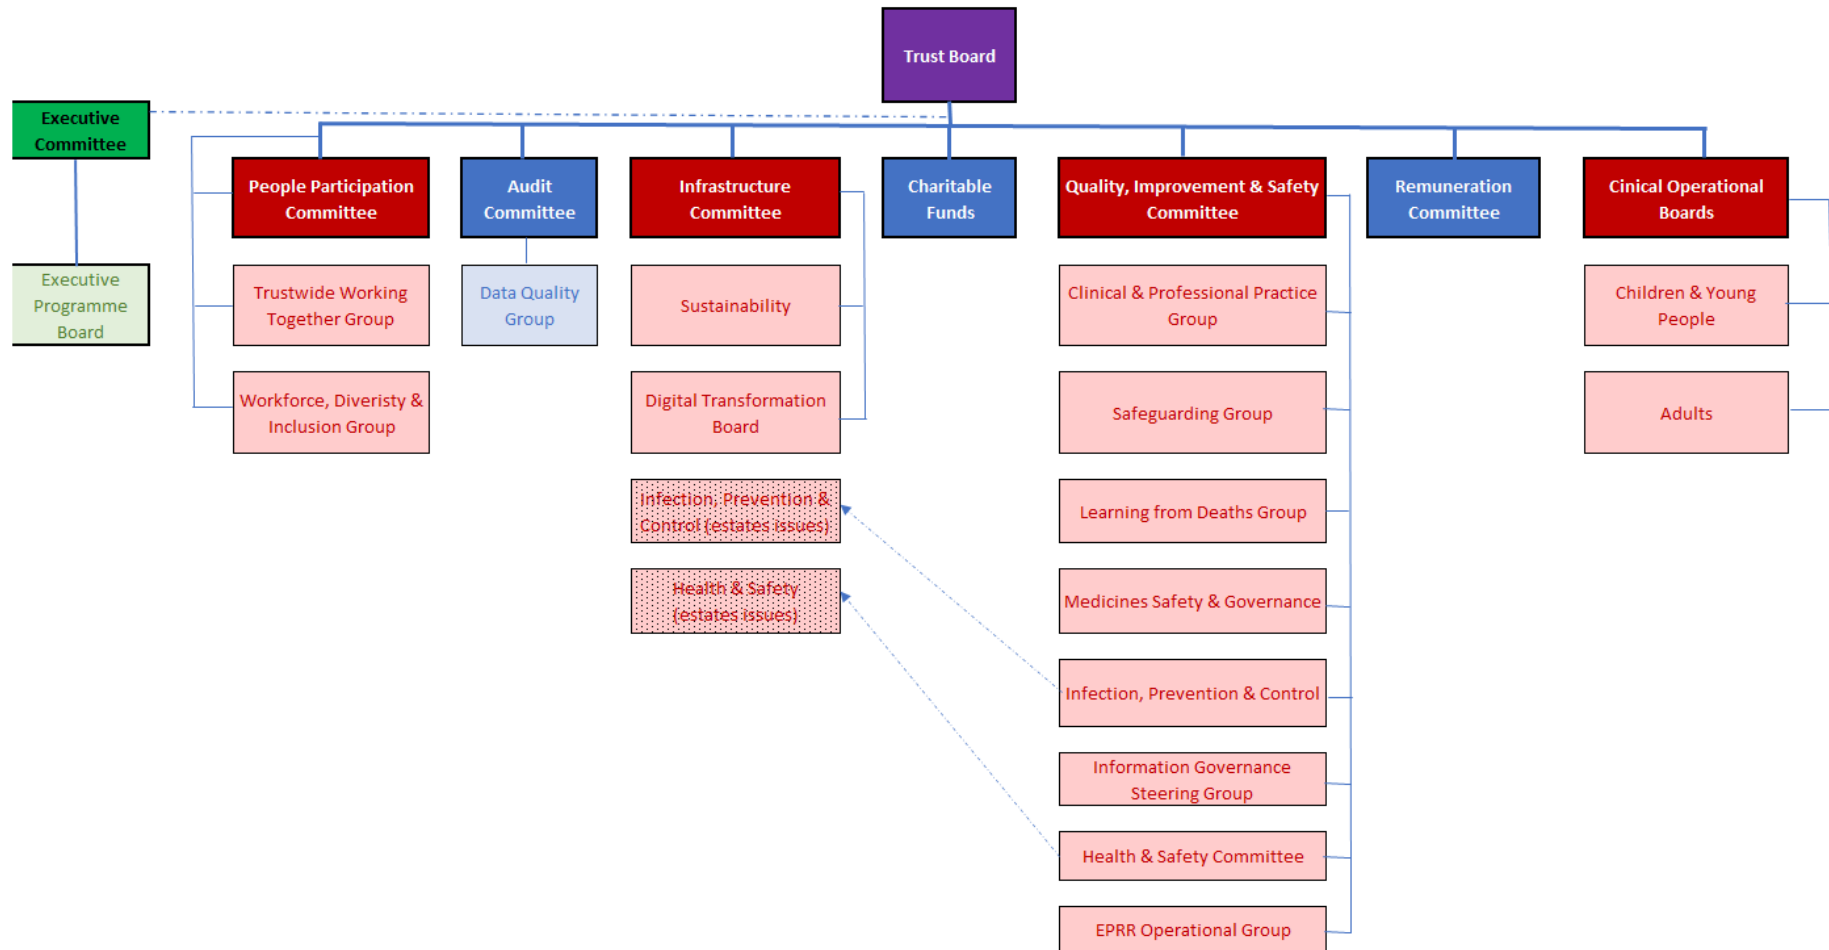 Trust Board
Executive
Committee
People Participation
Committee
Audit
Committee
Infrastructure
Committee
Charitable
Funds
Quality, Improvement & Safety
Committee
Remuneration
Committee
Cinical Operational
Boards
Executive
Programme
Board
Trustwide Working
Together Group
Data Quality
Group
Sustainability
Clinical & Professional Practice
Group
Children & Young
People
Workforce, Diveristy &
Inclusion Group
Digital Transformation
Board
Safeguarding Group
Adults
Infection, Prevention &
Control (estates issues)
Learning from Deaths Group
Health & Safety
(estates issues)
Medicines Safety & Governance
Infection, Prevention & Control
Information Governance
Steering Group
Health & Safety Committee
EPRR Operational Group